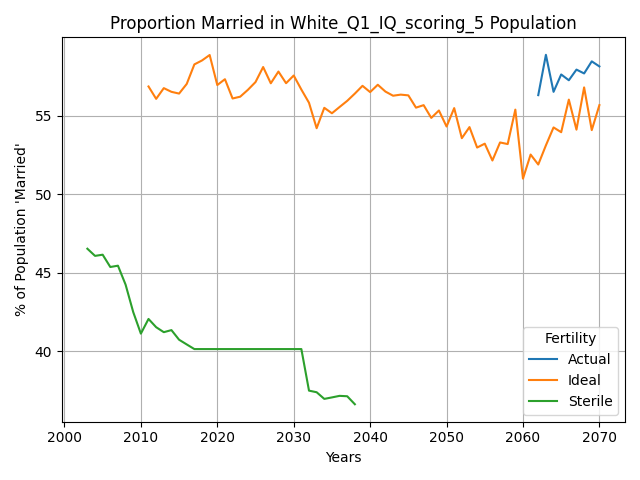 Proportion Married in White_Q1_IQ_scoring_5 Population
% of Population 'Married'
55
50
45
40
2000 2010 2020 2030 2040 2050 2060 2070
Years
Fertility
Actual
Ideal
Sterile